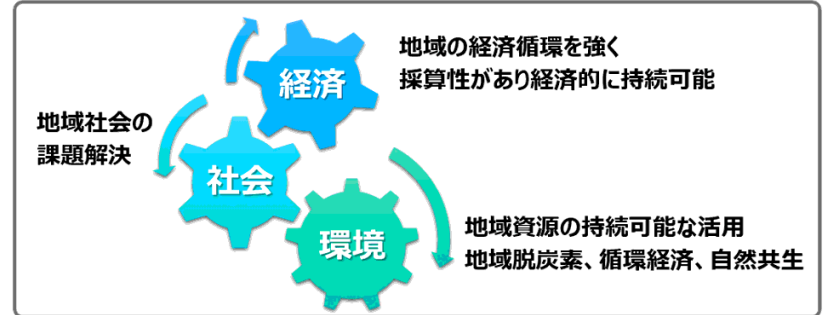 経済
地域の経済循環を強く
採算性があり経済的に持続可能
地域社会の
課題解決
社会
環境
地域資源の持続可能な活用
地域脱炭素、循環経済、自然共生